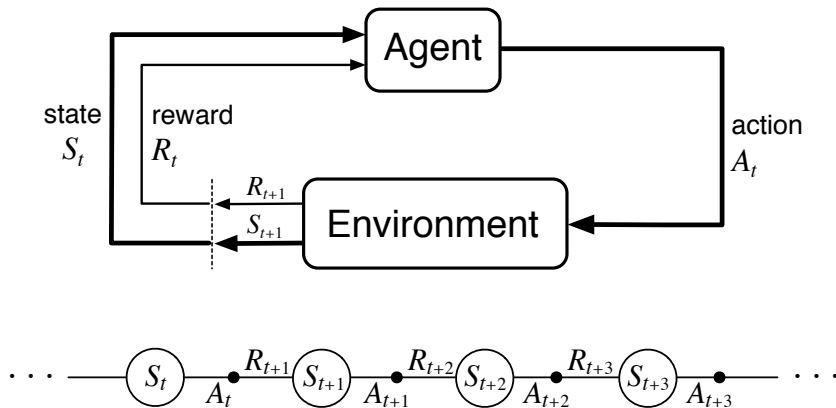 Agent
state
S_t
reward
R_t
action
A_t
R_{t+1}
S_{t+1}
Environment
· · · S_t A_t R_{t+1} S_{t+1} A_{t+1} R_{t+2} S_{t+2} A_{t+2} R_{t+3} S_{t+3} A_{t+3} · · ·